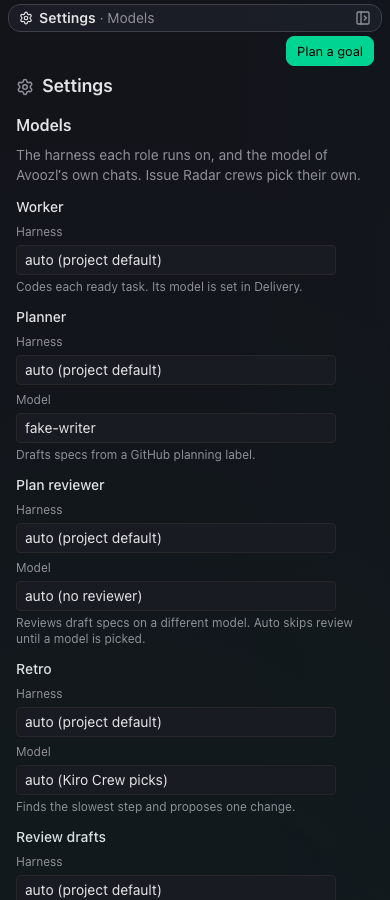 Settings · Models
Plan a goal
Settings
Models
The harness each role runs on, and the model of
Avoozl's own chats. Issue Radar crews pick their own.
Worker
Harness
auto (project default)
Codes each ready task. Its model is set in Delivery.
Planner
Harness
auto (project default)
Model
fake-writer
Drafts specs from a GitHub planning label.
Plan reviewer
Harness
auto (project default)
Model
auto (no reviewer)
Reviews draft specs on a different model. Auto skips review
until a model is picked.
Retro
Harness
auto (project default)
Model
auto (Kiro Crew picks)
Finds the slowest step and proposes one change.
Review drafts
Harness
auto (project default)